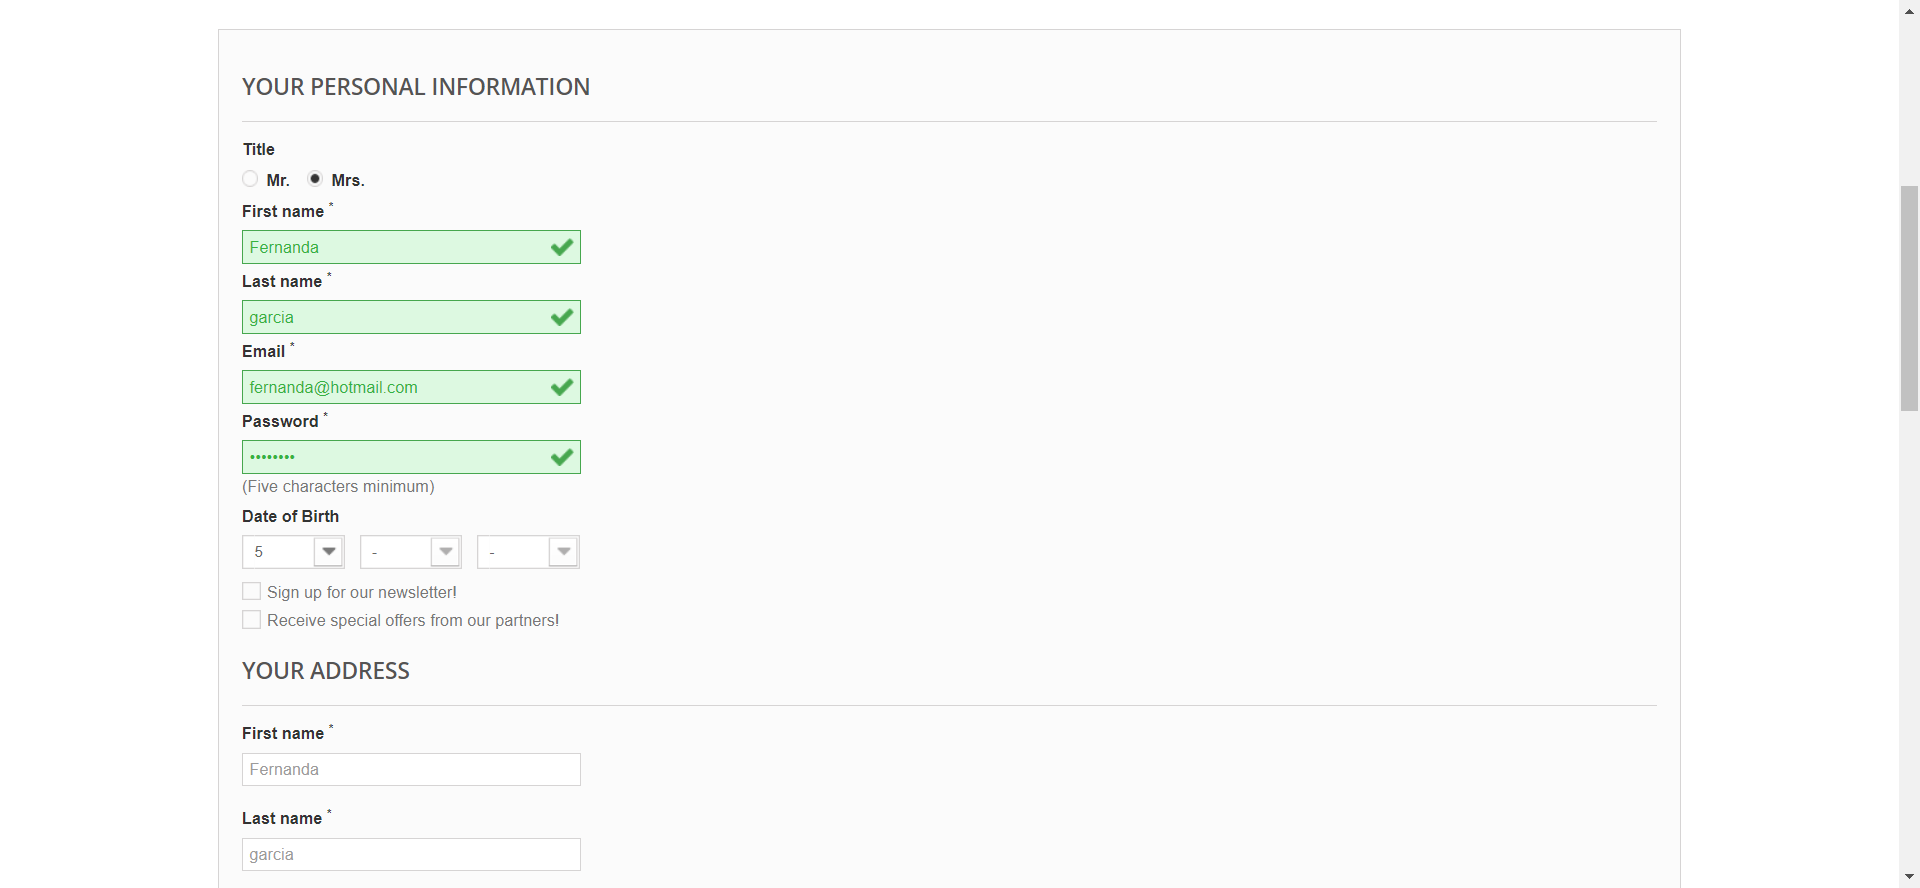 YOUR PERSONAL INFORMATION
Title
Mr. Mrs.
First name *
Fernanda
Last name *
garcia
Email *
fernanda@hotmail.com
Password *
••••••••
(Five characters minimum)
Date of Birth
5 - -
Sign up for our newsletter!
Receive special offers from our partners!
YOUR ADDRESS
First name *
Fernanda
Last name *
garcia